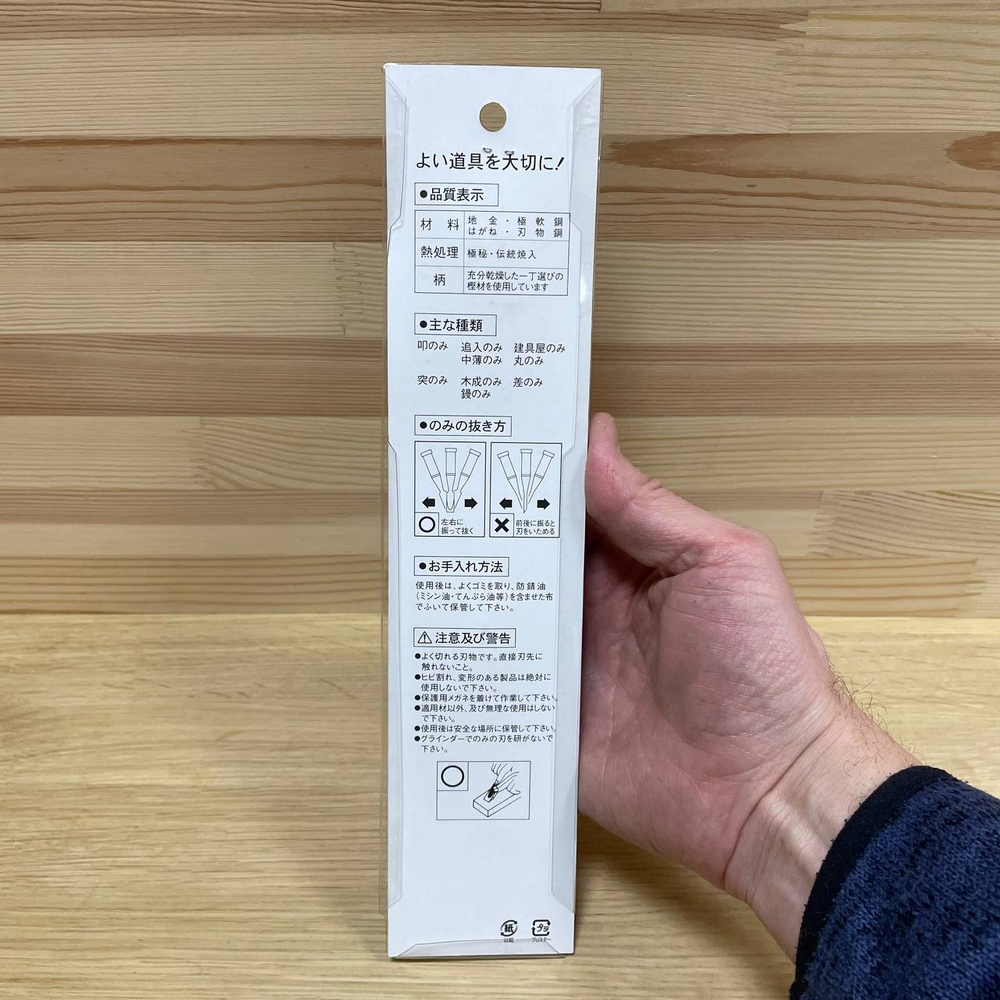 よい道具を大切に!
●品質表示
材料 地金・極軟鋼
はがね・刃物鋼
熱処理 極秘・伝統焼入
柄 充分乾燥した一丁選びの
樫材を使用しています
●主な種類
叩のみ 追入のみ 建具屋のみ
中薄のみ 丸のみ
突のみ 木成のみ 差のみ
鏝のみ
●のみの抜き方
○ 左右に
振って抜く
✕ 前後に振ると
刃をいためる
●お手入れ方法
使用後は、よくゴミを取り、防錆油
(ミシン油・てんぷら油等)を含ませた布
でふいて保管して下さい。
⚠注意及び警告
●よく切れる刃物です。直接刃先に
触れないこと。
●ヒビ割れ、変形のある製品は絶対に
使用しないで下さい。
●保護用メガネを着けて作業して下さい。
●適用材以外、及び無理な使用はしない
で下さい。
●使用後は安全な場所に保管して下さい。
●グラインダーでのみの刃を研がないで
下さい。
○
紙 プラ
台紙 ブリスター